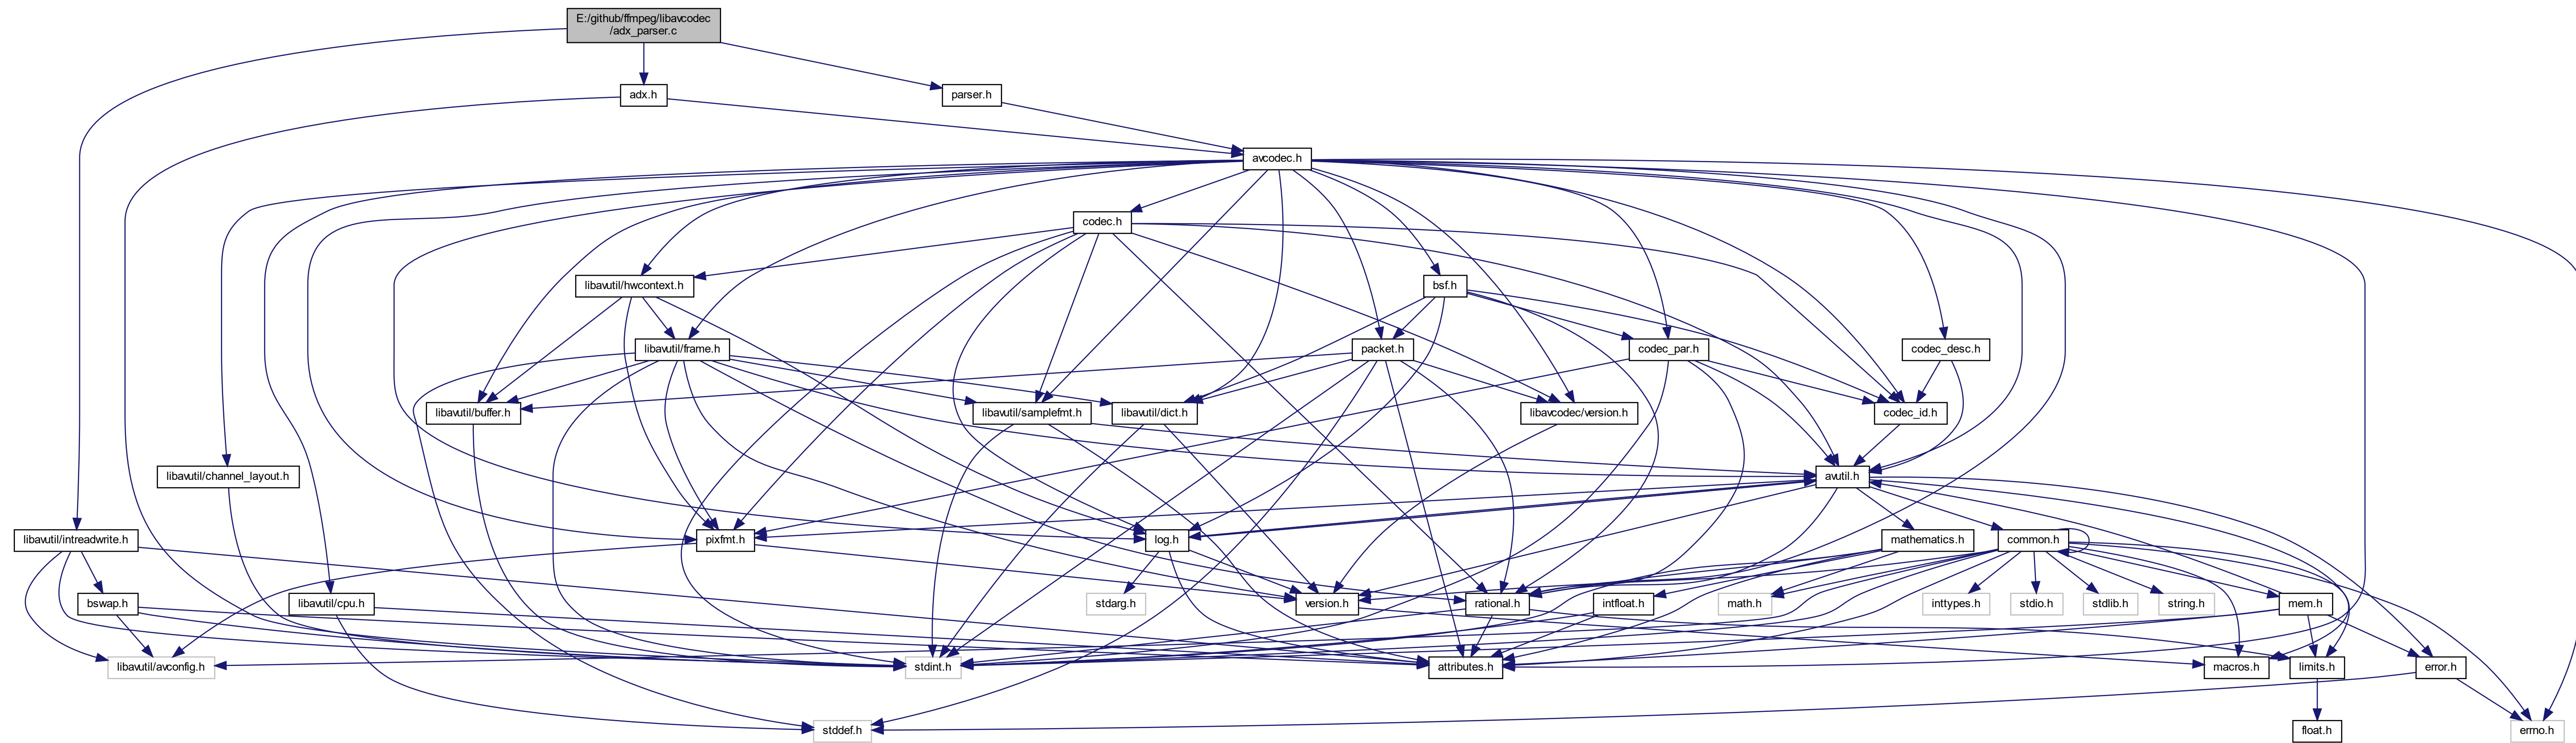 E:/github/ffmpeg/libavcodec
/adx_parser.c
adx.h
parser.h
avcodec.h
codec.h
libavutil/hwcontext.h
bsf.h
libavutil/frame.h
packet.h
codec_par.h
codec_desc.h
libavutil/buffer.h
libavutil/samplefmt.h
libavutil/dict.h
libavcodec/version.h
codec_id.h
libavutil/channel_layout.h
avutil.h
libavutil/intreadwrite.h
pixfmt.h
log.h
mathematics.h
common.h
bswap.h
libavutil/cpu.h
stdarg.h
version.h
rational.h
intfloat.h
math.h
inttypes.h
stdio.h
stdlib.h
string.h
mem.h
libavutil/avconfig.h
stdint.h
attributes.h
macros.h
limits.h
error.h
stddef.h
float.h
errno.h